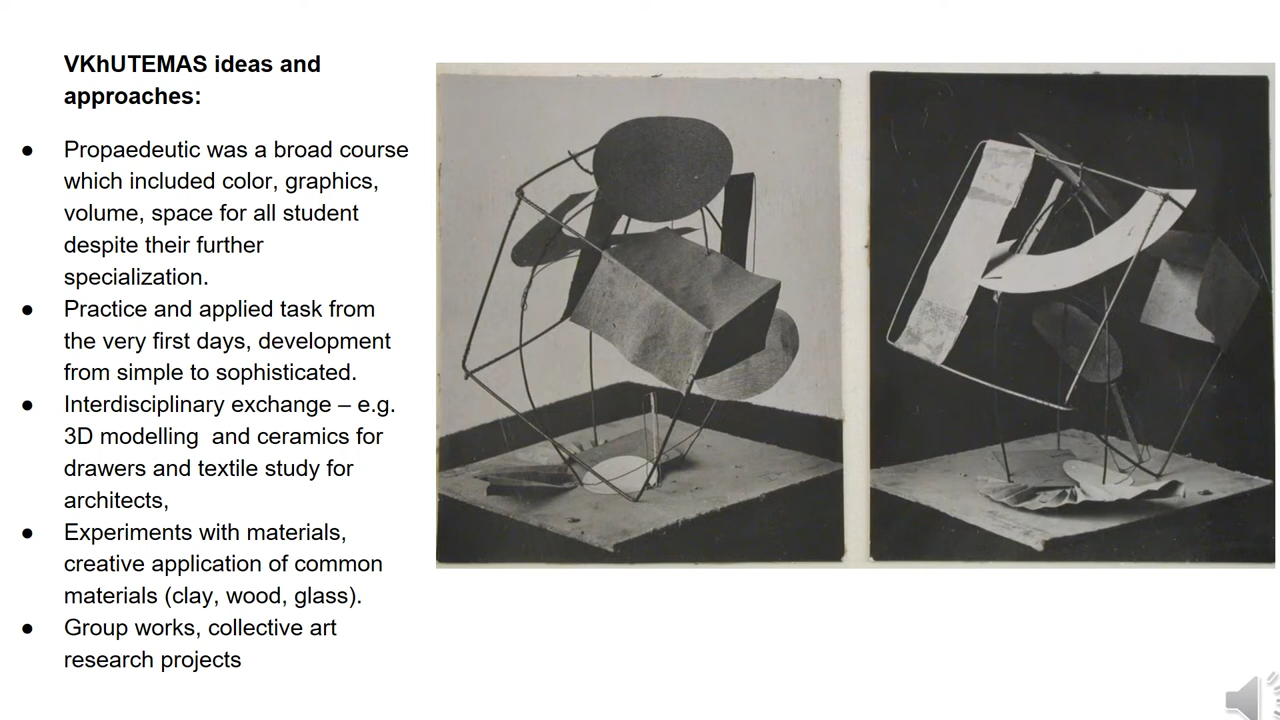 VKhUTEMAS ideas and
approaches:
● Propaedeutic was a broad course
which included color, graphics,
volume, space for all student
despite their further
specialization.
● Practice and applied task from
the very first days, development
from simple to sophisticated.
● Interdisciplinary exchange – e.g.
3D modelling  and ceramics for
drawers and textile study for
architects,
● Experiments with materials,
creative application of common
materials (clay, wood, glass).
● Group works, collective art
research projects